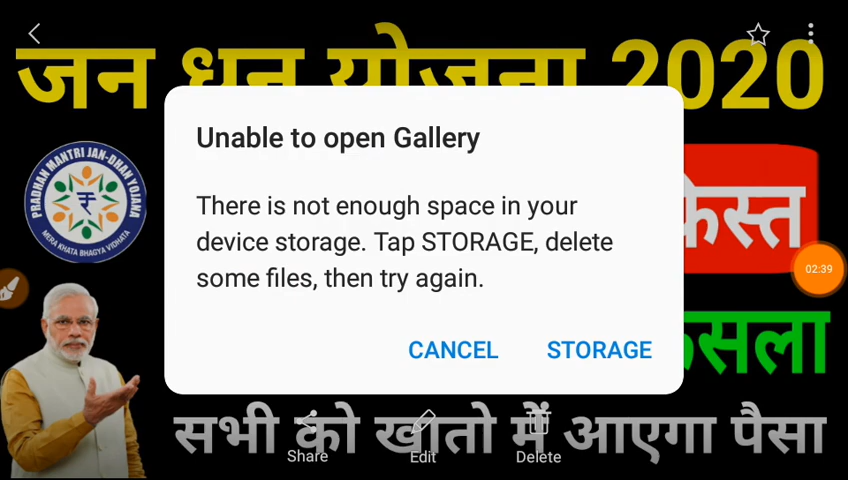 जन धन योजना 2020
Unable to open Gallery
There is not enough space in your
device storage. Tap STORAGE, delete
some files, then try again.
CANCEL STORAGE
PRADHAN MANTRI JAN-DHAN YOJANA
MERA KHATA BHAGYA VIDHATA
02:39
सभी को खातो में आएगा पैसा
Share Edit Delete